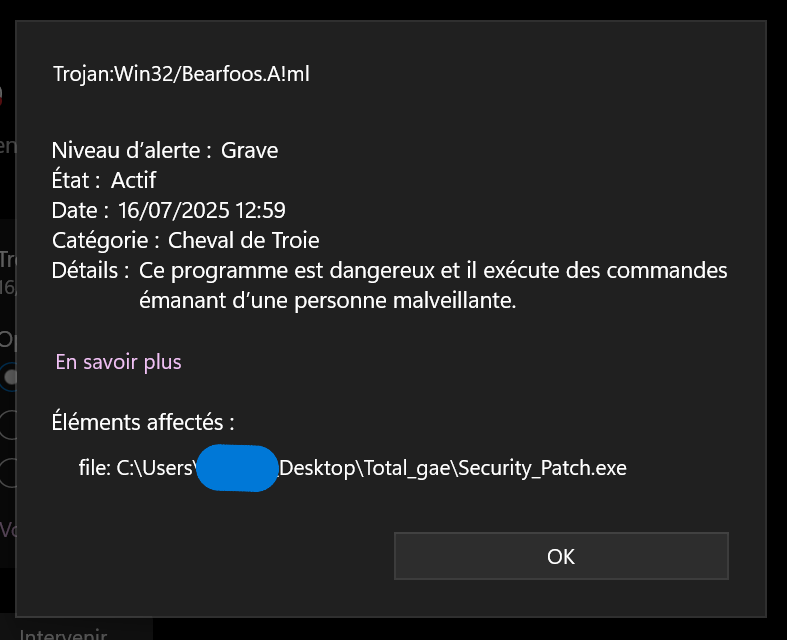 Trojan:Win32/Bearfoos.A!ml
Niveau d’alerte : Grave
État : Actif
Date : 16/07/2025 12:59
Catégorie : Cheval de Troie
Détails : Ce programme est dangereux et il exécute des commandes
émanant d’une personne malveillante.
En savoir plus
Éléments affectés :
file: C:\Users\ Desktop\Total_gae\Security_Patch.exe
OK
Intervenir